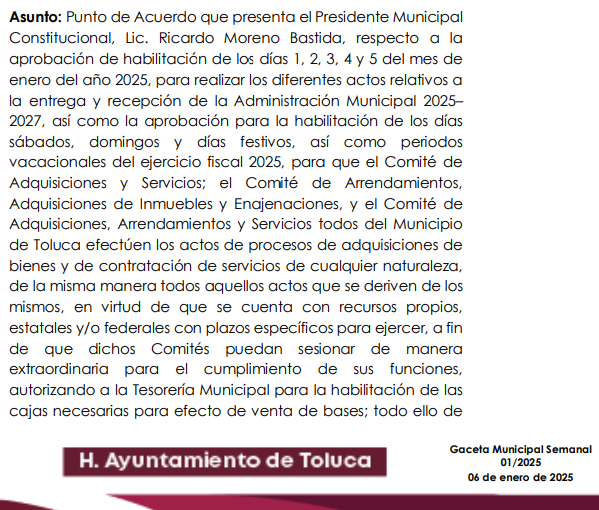 Asunto: Punto de Acuerdo que presenta el Presidente Municipal
Constitucional, Lic. Ricardo Moreno Bastida, respecto a la
aprobación de habilitación de los días 1, 2, 3, 4 y 5 del mes de
enero del año 2025, para realizar los diferentes actos relativos a
la entrega y recepción de la Administración Municipal 2025–
2027, así como la aprobación para la habilitación de los días
sábados, domingos y días festivos, así como periodos
vacacionales del ejercicio fiscal 2025, para que el Comité de
Adquisiciones y Servicios; el Comité de Arrendamientos,
Adquisiciones de Inmuebles y Enajenaciones, y el Comité de
Adquisiciones, Arrendamientos y Servicios todos del Municipio
de Toluca efectúen los actos de procesos de adquisiciones de
bienes y de contratación de servicios de cualquier naturaleza,
de la misma manera todos aquellos actos que se deriven de los
mismos, en virtud de que se cuenta con recursos propios,
estatales y/o federales con plazos específicos para ejercer, a fin
de que dichos Comités puedan sesionar de manera
extraordinaria para el cumplimiento de sus funciones,
autorizando a la Tesorería Municipal para la habilitación de las
cajas necesarias para efecto de venta de bases; todo ello de
H. Ayuntamiento de Toluca
Gaceta Municipal Semanal
01/2025
06 de enero de 2025